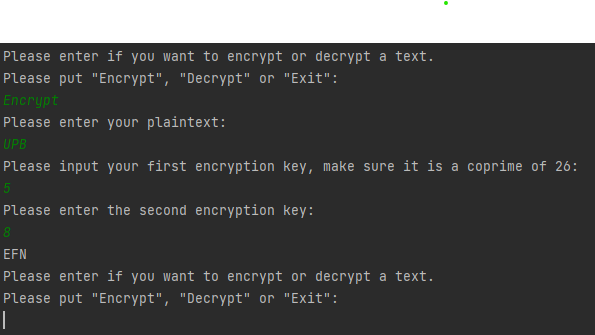 Please enter if you want to encrypt or decrypt a text.
Please put "Encrypt", "Decrypt" or "Exit":
Encrypt
Please enter your plaintext:
UPB
Please input your first encryption key, make sure it is a coprime of 26:
5
Please enter the second encryption key:
8
EFN
Please enter if you want to encrypt or decrypt a text.
Please put "Encrypt", "Decrypt" or "Exit":